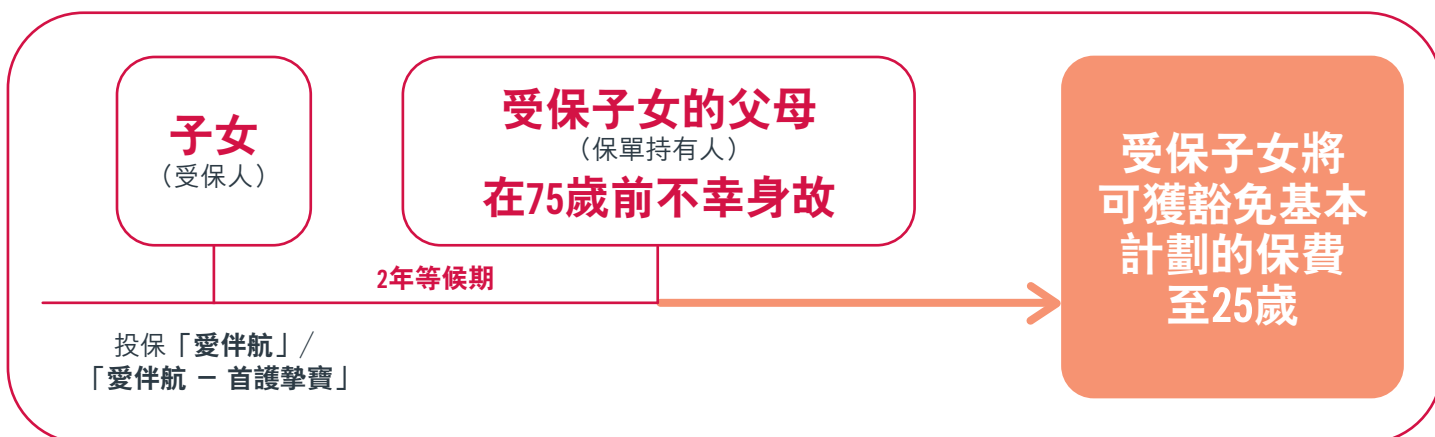 子女
（受保人）
受保子女的父母
（保單持有人）
在75歲前不幸身故
2年等候期
投保「愛伴航」／
「愛伴航 － 首護摯寶」
受保子女將
可獲豁免基本
計劃的保費
至25歲